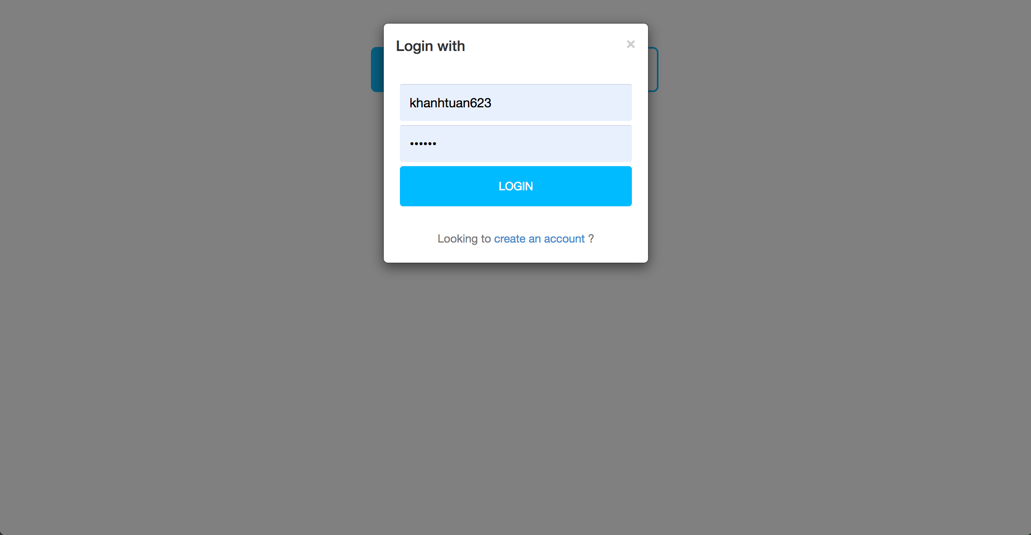 Login with
×
khanhtuan623
••••••
LOGIN
Looking to create an account ?